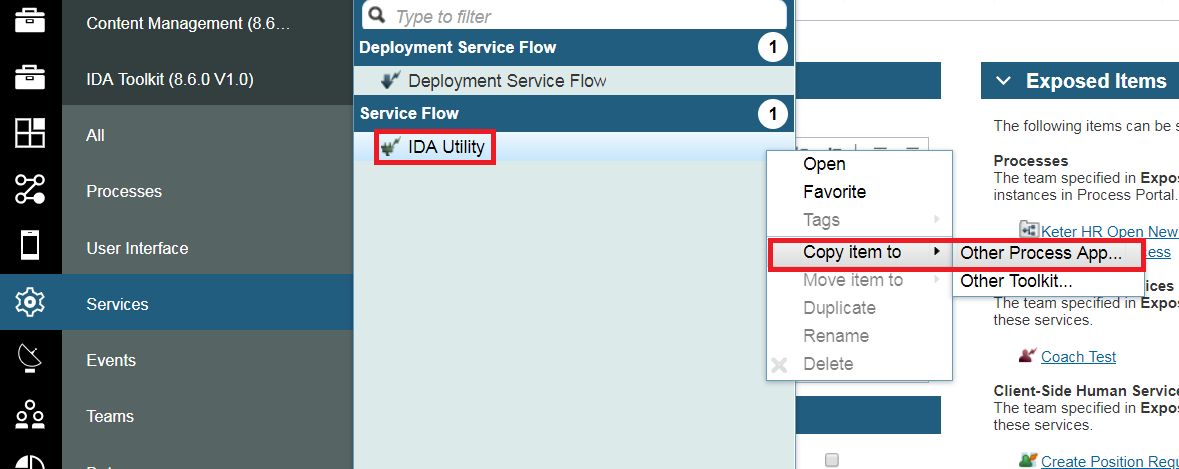 Content Management (8.6...
IDA Toolkit (8.6.0 V1.0)
All
Processes
User Interface
Services
Events
Teams
Type to filter
Deployment Service Flow
1
Deployment Service Flow
Service Flow
1
IDA Utility
Open
Favorite
Tags
Copy item to
Other Process App...
Move item to
Other Toolkit...
Duplicate
Rename
Delete
Exposed Items
The following items can be s
Processes
The team specified in Expos
instances in Process Portal.
Keter HR Open New
cess
ices
The team specified in Expos
these services.
Coach Test
Client-Side Human Service
The team specified in Expos
these services.
Create Position Requ